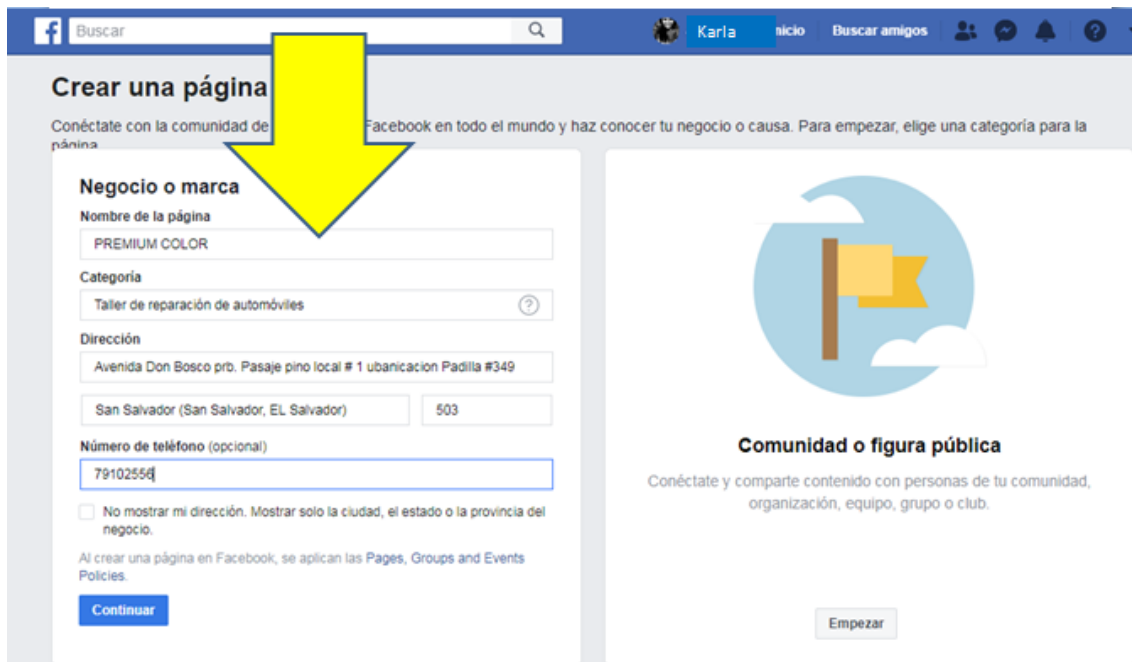 f Buscar Karla nicio Buscar amigos
Crear una página
Conéctate con la comunidad de Facebook en todo el mundo y haz conocer tu negocio o causa. Para empezar, elige una categoría para la
página
Negocio o marca
Nombre de la página
PREMIUM COLOR
Categoría
Taller de reparación de automóviles
Dirección
Avenida Don Bosco prb. Pasaje pino local # 1 ubanicacion Padilla #349
San Salvador (San Salvador, EL Salvador) 503
Número de teléfono (opcional)
79102556
No mostrar mi dirección. Mostrar solo la ciudad, el estado o la provincia del
negocio.
Al crear una página en Facebook, se aplican las Pages, Groups and Events
Policies.
Continuar
Comunidad o figura pública
Conéctate y comparte contenido con personas de tu comunidad,
organización, equipo, grupo o club.
Empezar